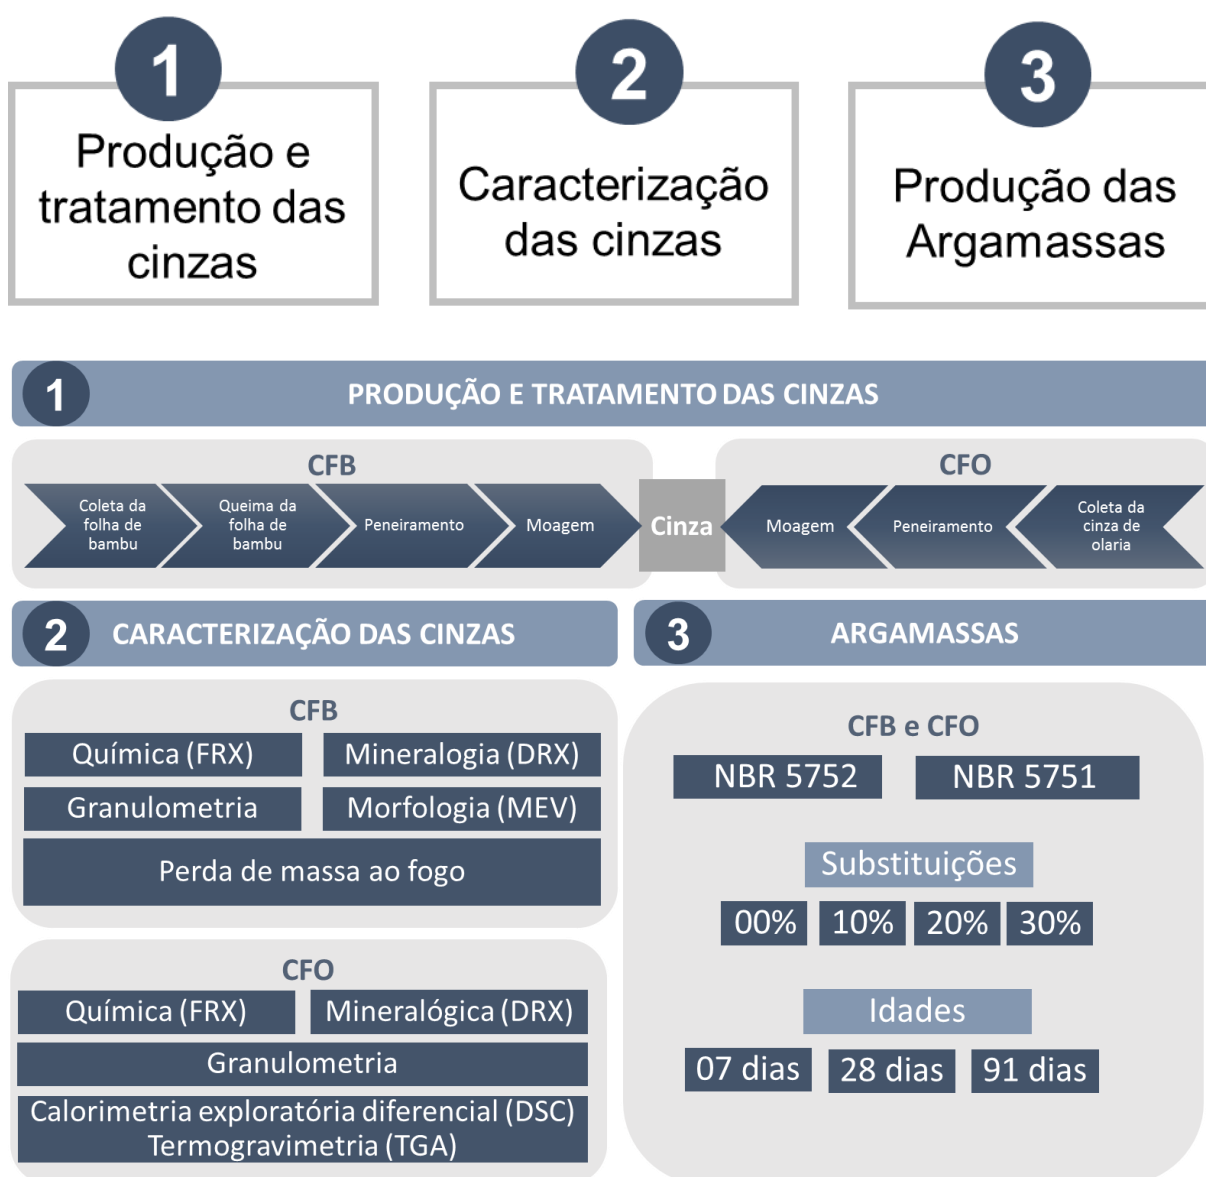 1
Produção e
tratamento das
cinzas
2
Caracterização
das cinzas
3
Produção das
Argamassas
1
PRODUÇÃO E TRATAMENTO DAS CINZAS
CFB
Coleta da
folha de
bambu
Queima da
folha de
bambu
Peneiramento
Moagem
Cinza
CFO
Moagem
Peneiramento
Coleta da
cinza de
olaria
2
CARACTERIZAÇÃO DAS CINZAS
CFB
Química (FRX)
Mineralogia (DRX)
Granulometria
Morfologia (MEV)
Perda de massa ao fogo
CFO
Química (FRX)
Mineralógica (DRX)
Granulometria
Calorimetria exploratória diferencial (DSC)
Termogravimetria (TGA)
3
ARGAMASSAS
CFB e CFO
NBR 5752
NBR 5751
Substituições
00%
10%
20%
30%
Idades
07 dias
28 dias
91 dias